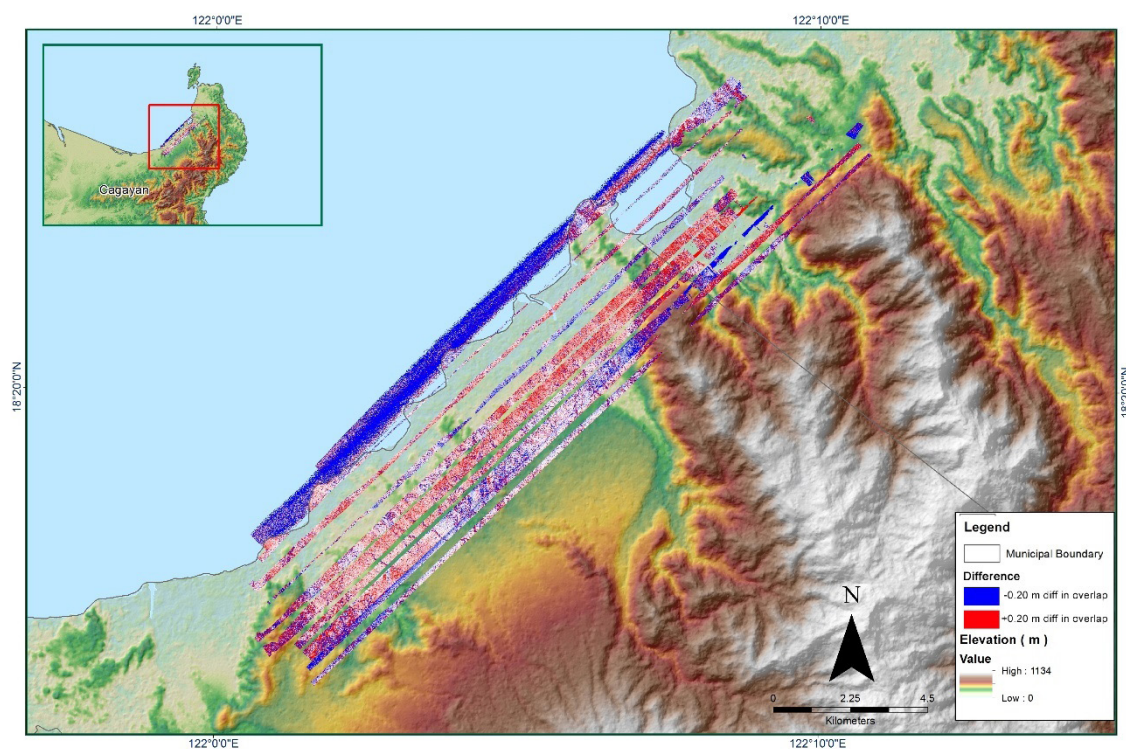 122°0'0"E
122°10'0"E
Cagayan
18°20'0"N
18°20'0"N
N
0 2.25 4.5
Kilometers
Legend
Municipal Boundary
Difference
-0.20 m diff in overlap
+0.20 m diff in overlap
Elevation ( m )
Value
High : 1134
Low : 0
122°0'0"E
122°10'0"E